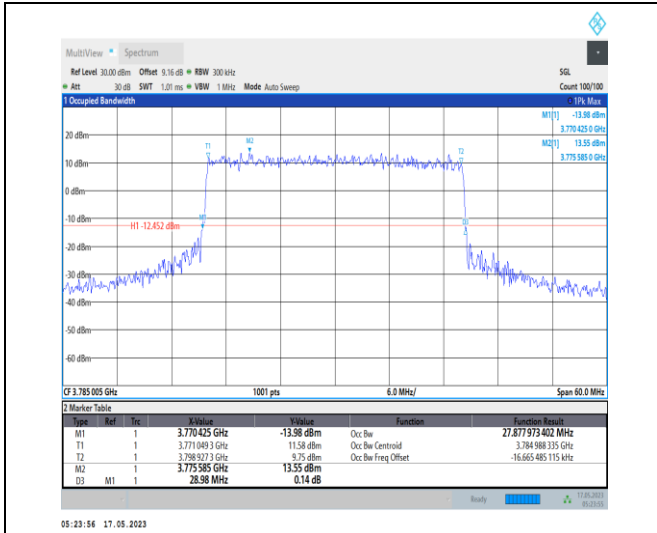 MultiView Spectrum
Ref Level 30.00 dBm Offset 9.16 dB RBW 300 kHz SGL
Att 30 dB SWT 1.01 ms VBW 1 MHz Mode Auto Sweep Count 100/100
1 Occupied Bandwidth 1Pk Max
M1[1] -13.98 dBm
3.770 425 0 GHz
M2[1] 13.55 dBm
3.775 585 0 GHz
20 dBm
T1
M2
T2
10 dBm
0 dBm
-10 dBm
M1
H1 -12.452 dBm
-20 dBm
-30 dBm
-40 dBm
-50 dBm
-60 dBm
CF 3.785 005 GHz 1001 pts 6.0 MHz/ Span 60.0 MHz
2 Marker Table
Type Ref Trc X-Value Y-Value Function Function Result
M1 1 3.770425 GHz -13.98 dBm Occ Bw 27.877973402 MHz
T1 1 3.771 049 3 GHz 11.58 dBm Occ Bw Centroid 3.784 988 335 GHz
T2 1 3.798 927 3 GHz 9.75 dBm Occ Bw Freq Offset -16.665 485 115 kHz
M2 1 3.775585 GHz 13.55 dBm
D3 M1 1 28.98 MHz 0.14 dB
Ready 17.05.2023
05:23:55
05:23:56 17.05.2023